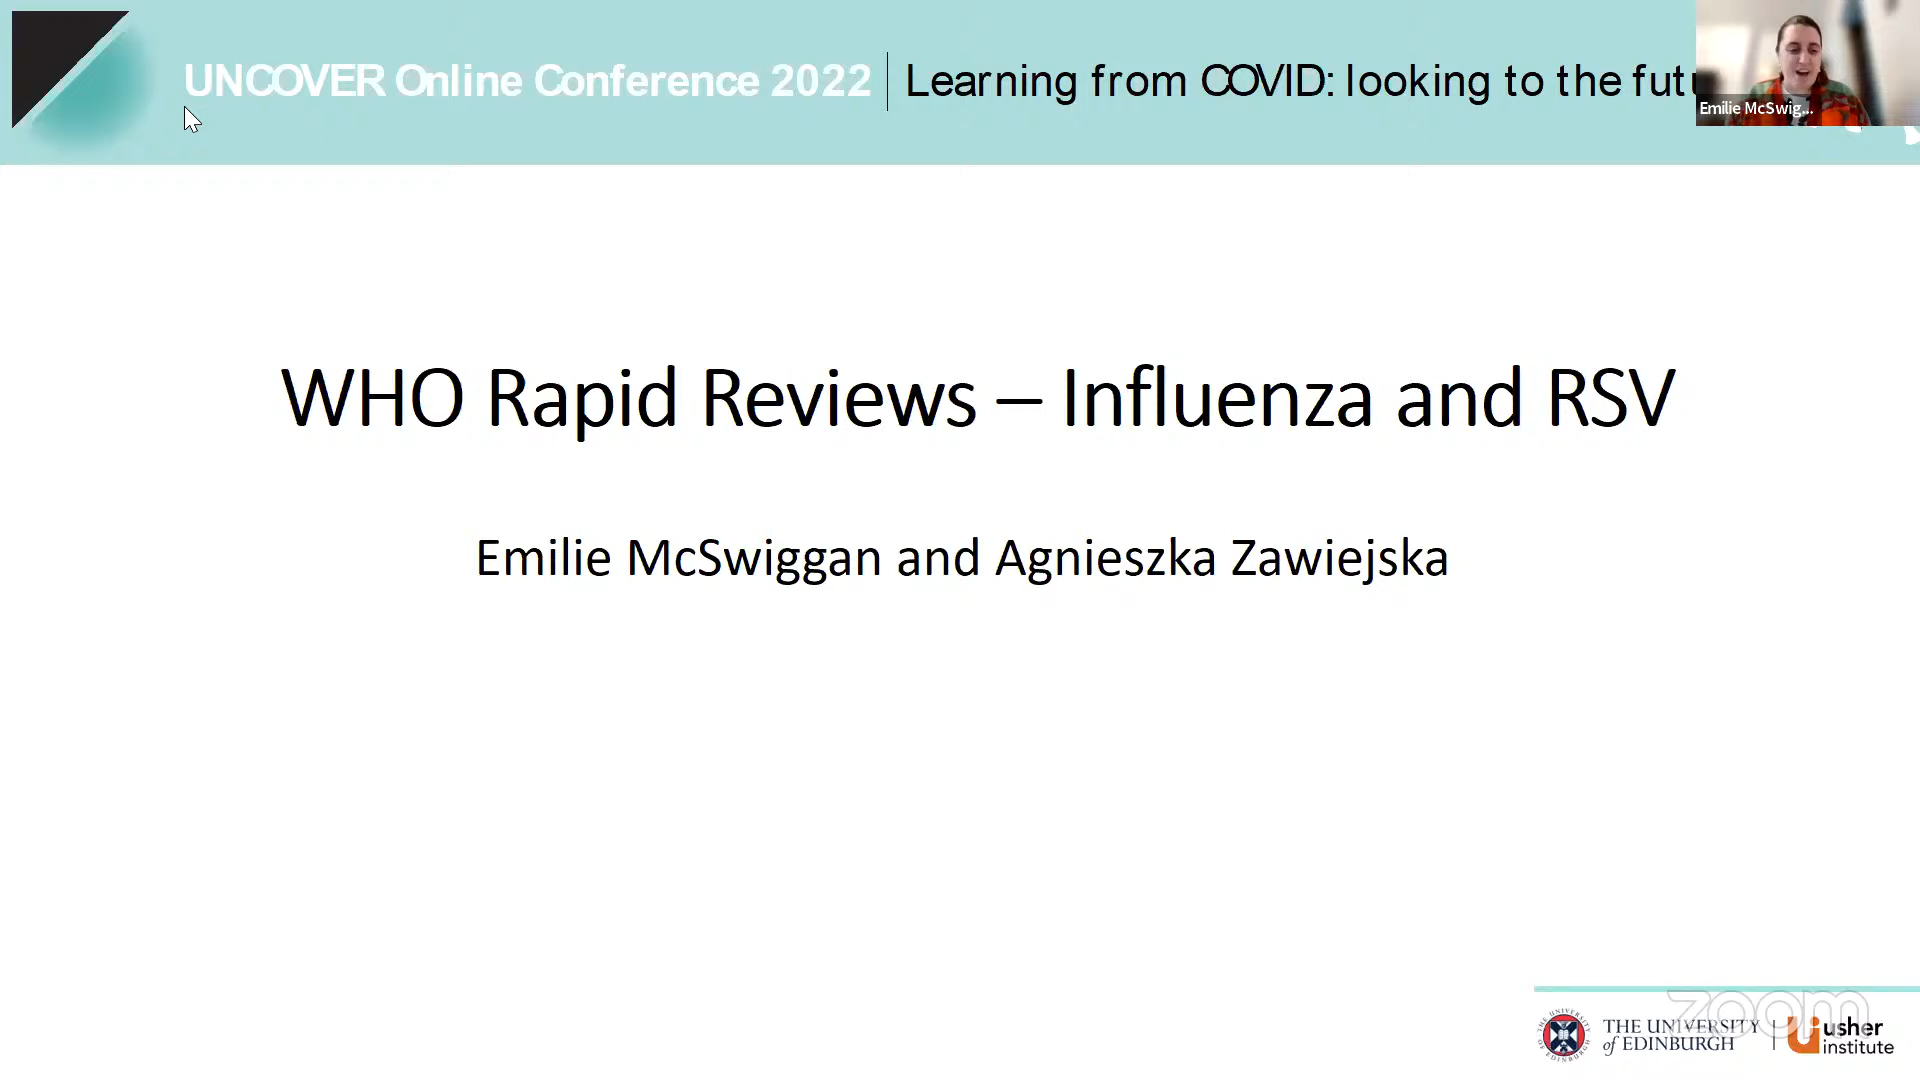 UNCOVER Online Conference 2022 Learning from COVID: looking to the futu
Emilie McSwig...
WHO Rapid Reviews – Influenza and RSV
Emilie McSwiggan and Agnieszka Zawiejska
zoom
THE UNIVERSITY
of EDINBURGH
usher
institute